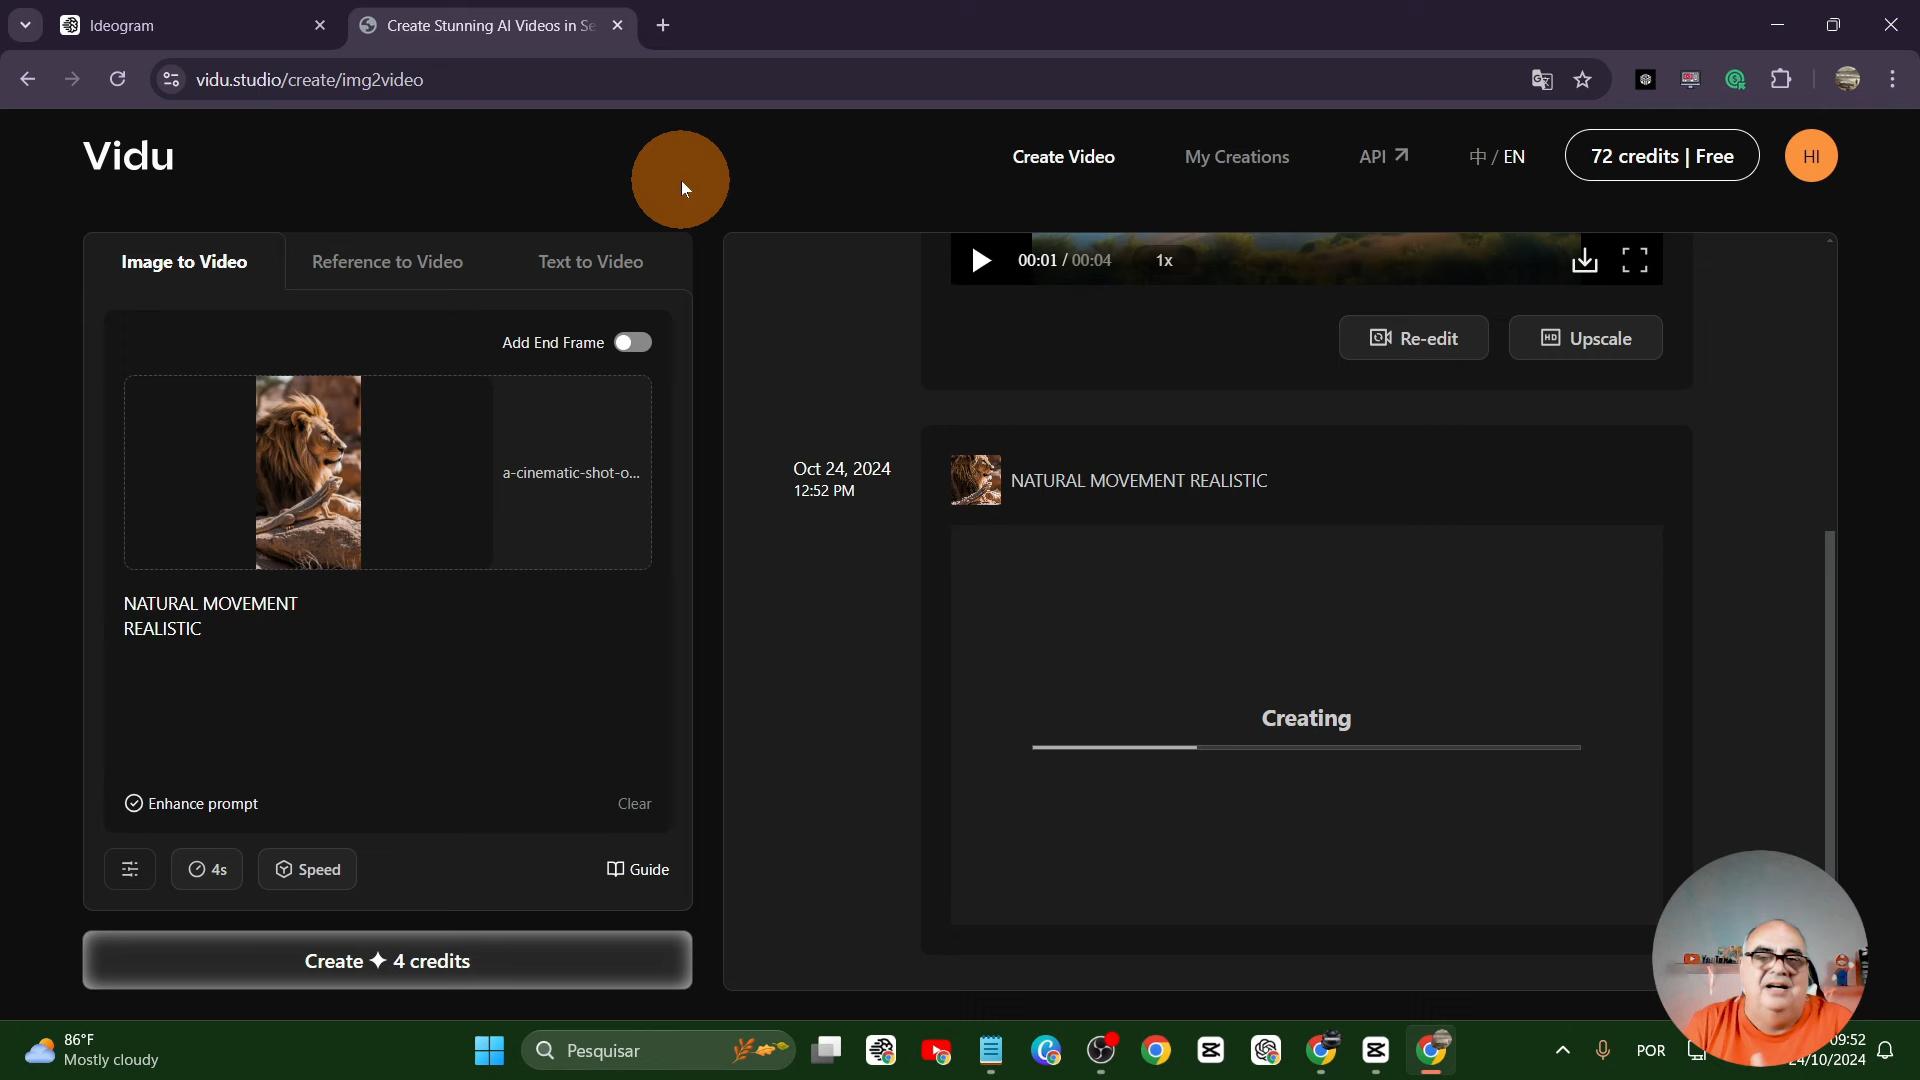 Ideogram
Create Stunning AI Videos in Se
vidu.studio/create/img2video
Vidu
Create Video
My Creations
API
中 / EN
72 credits | Free
HI
Image to Video
Reference to Video
Text to Video
Add End Frame
a-cinematic-shot-o...
NATURAL MOVEMENT
REALISTIC
Enhance prompt
Clear
4s
Speed
Guide
Create ✦ 4 credits
00:01 / 00:04
1x
Re-edit
HD
Upscale
Oct 24, 2024
12:52 PM
NATURAL MOVEMENT REALISTIC
Creating
86°F
Mostly cloudy
Pesquisar
POR
09:52
24/10/2024